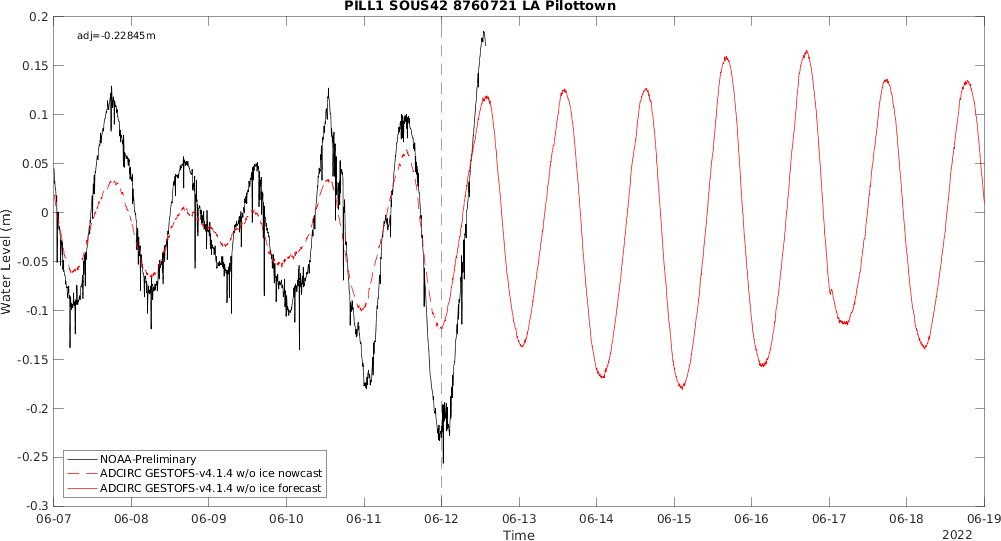 PILL1 SOUS42 8760721 LA Pilottown
adj=-0.22845m
0.2
0.15
0.1
0.05
0
-0.05
-0.1
-0.15
-0.2
-0.25
-0.3
Water Level (m)
NOAA-Preliminary
ADCIRC GESTOFS-v4.1.4 w/o ice nowcast
ADCIRC GESTOFS-v4.1.4 w/o ice forecast
06-07 06-08 06-09 06-10 06-11 06-12 06-13 06-14 06-15 06-16 06-17 06-18 06-19
Time
2022